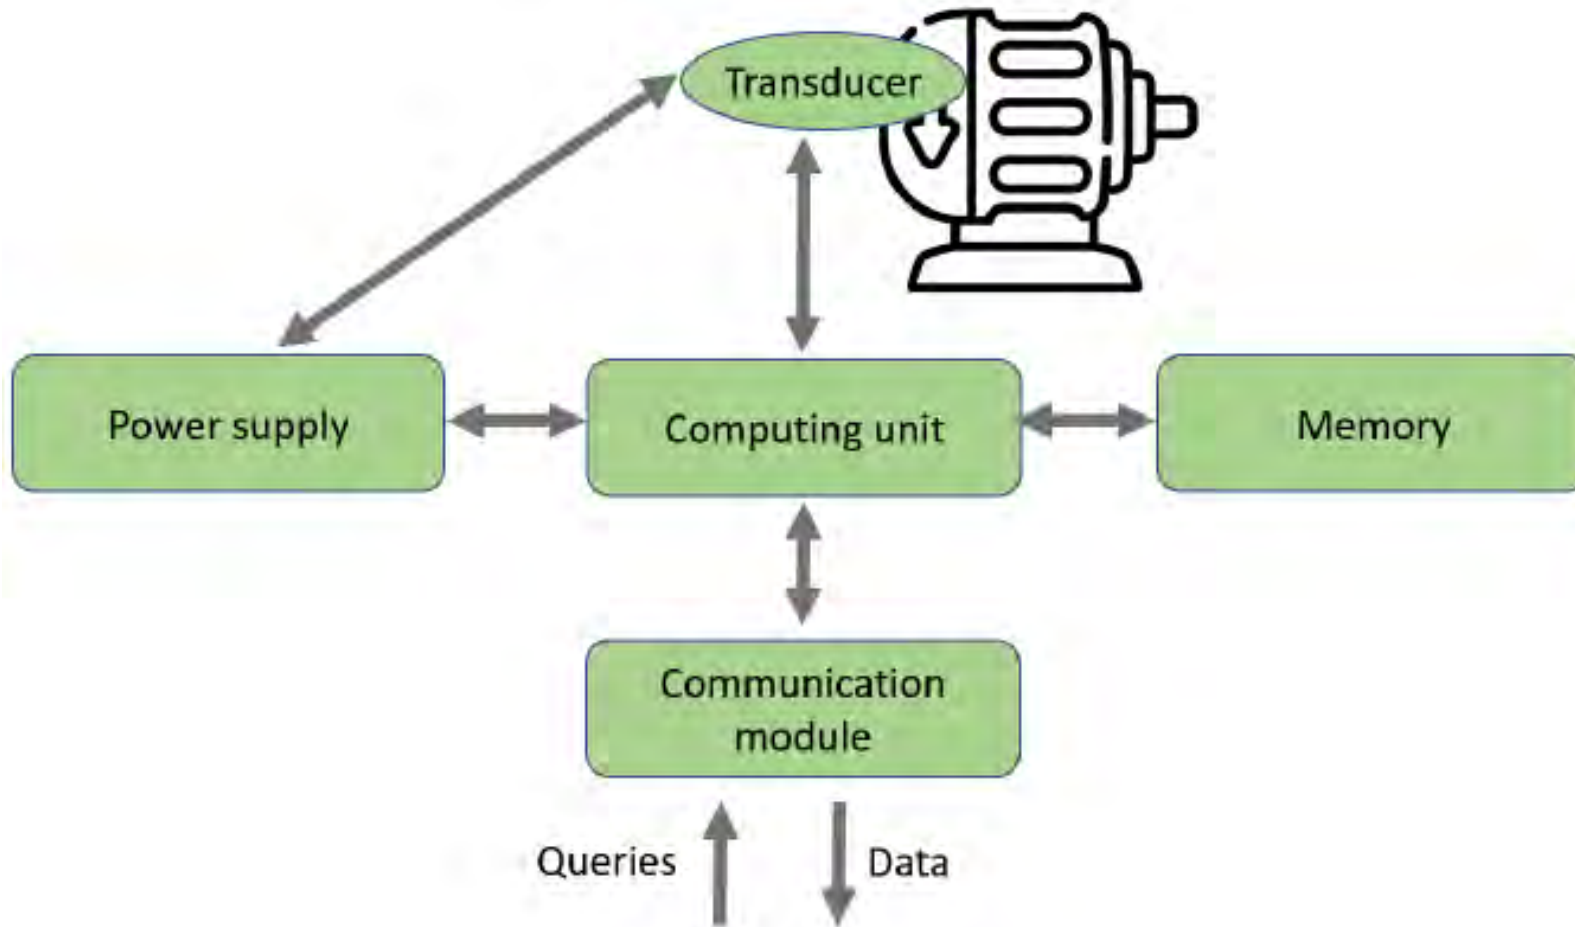 Transducer
Power supply
Computing unit
Memory
Communication
module
Queries
Data